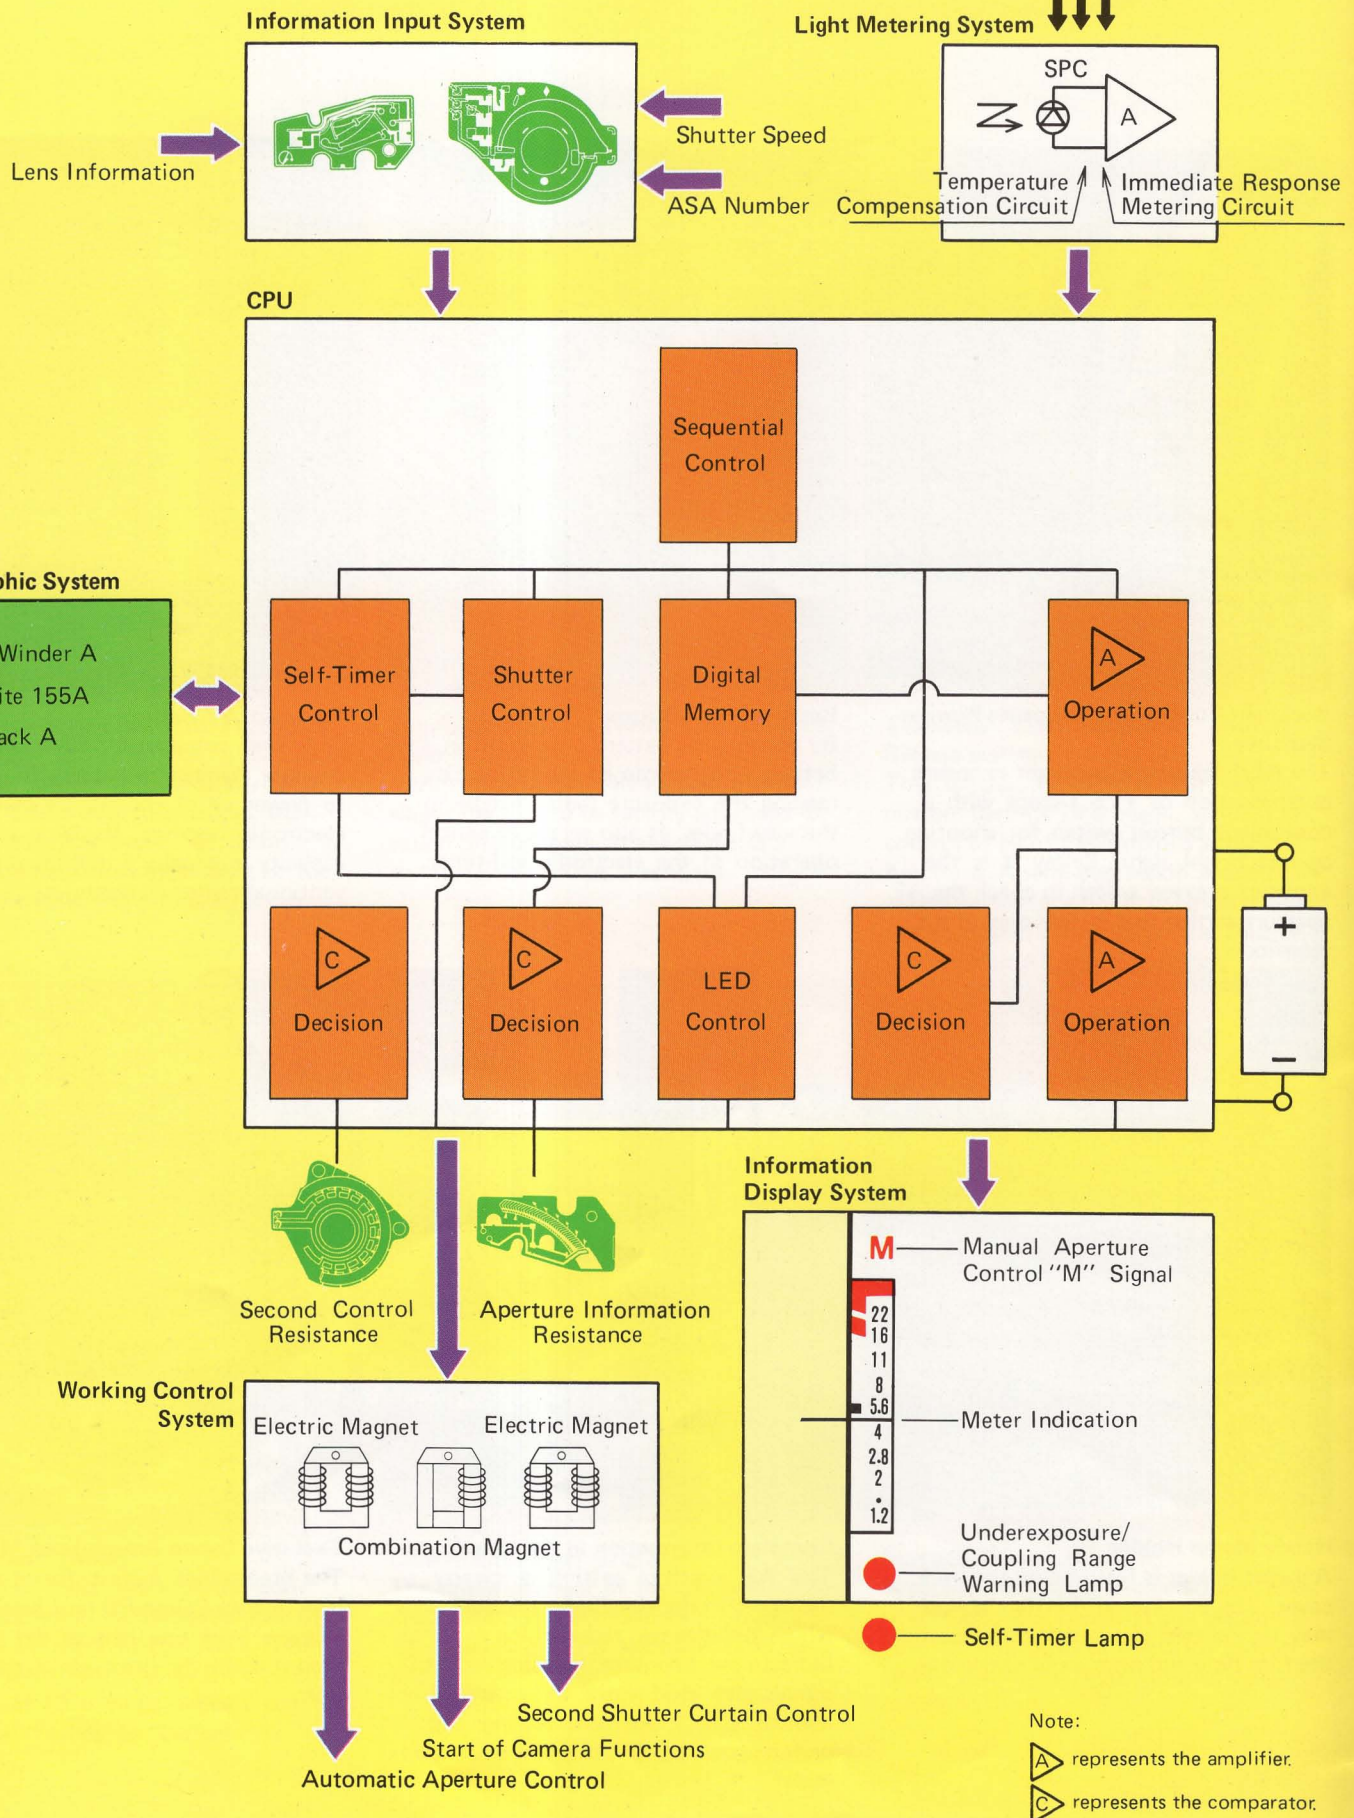 Information Input System
Light Metering System
SPC
A
Shutter Speed
Lens Information
ASA Number
Temperature
Compensation Circuit
Immediate Response
Metering Circuit
CPU
Sequential
Control
phic System
Winder A
ite 155A
ack A
Self-Timer
Control
Shutter
Control
Digital
Memory
A
Operation
C
Decision
C
Decision
LED
Control
C
Decision
A
Operation
+
−
Second Control
Resistance
Aperture Information
Resistance
Information
Display System
M
Manual Aperture
Control "M" Signal
22
16
11
8
5.6
4
2.8
2
.
1.2
Meter Indication
Underexposure/
Coupling Range
Warning Lamp
Self-Timer Lamp
Working Control
System
Electric Magnet
Electric Magnet
Combination Magnet
Second Shutter Curtain Control
Start of Camera Functions
Automatic Aperture Control
Note:
A represents the amplifier.
C represents the comparator.